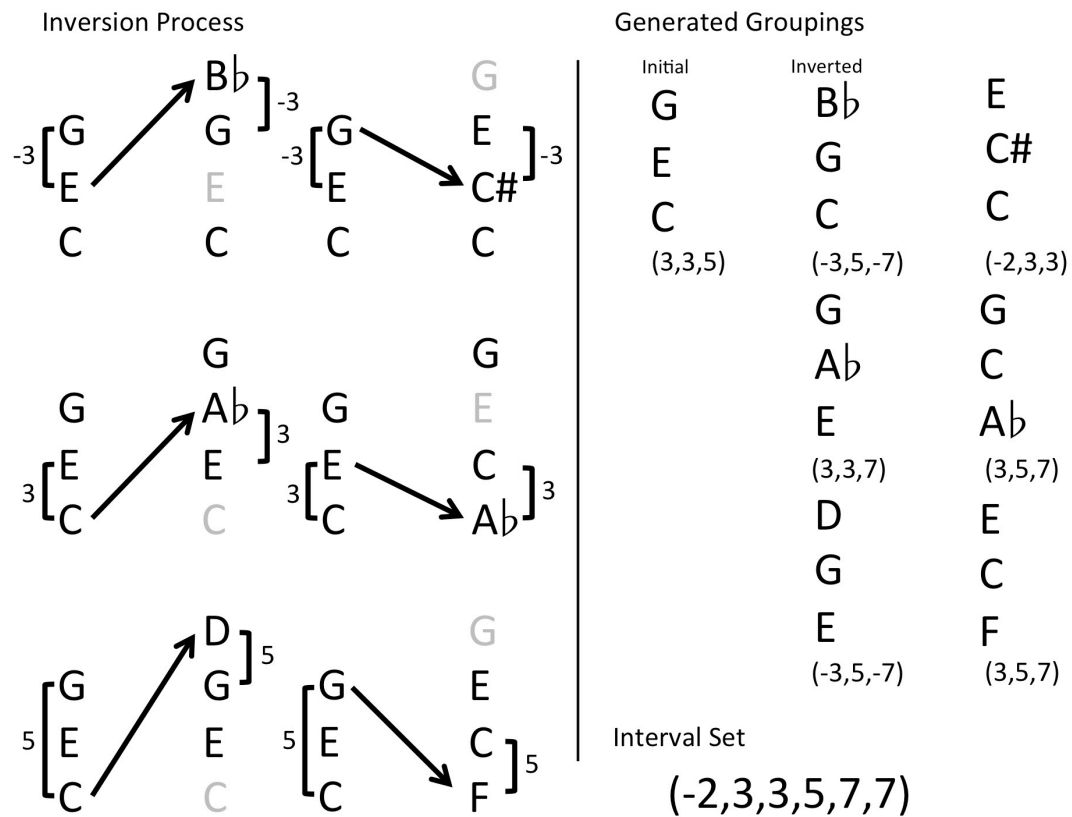 Inversion Process
B♭
-3
G
G
G
E
-3
G
-3
E
E
C# -3
C
C
C
C
G
G
G
A♭
G
E
3
E
E
3
E
C
3
C
C
C
A♭
3
D
G
5
G
G
G
E
5
E
E
5
E
C
5
C
C
C
F
Generated Groupings
Initial
Inverted
G
B♭
E
E
G
C#
C
C
C
(3,3,5)
(-3,5,-7)
(-2,3,3)
G
G
A♭
C
E
A♭
(3,3,7)
(3,5,7)
D
E
G
C
E
F
(-3,5,-7)
(3,5,7)
Interval Set
(-2,3,3,5,7,7)